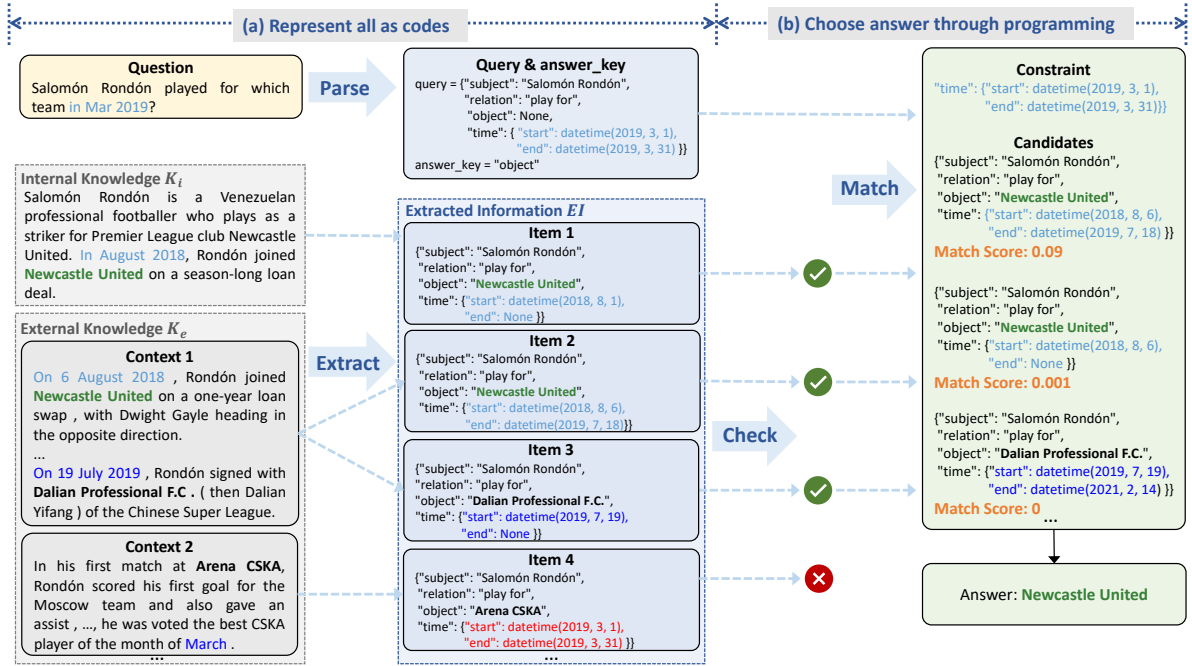 (a) Represent all as codes
(b) Choose answer through programming
Question
Salomón Rondón played for which
team in Mar 2019?
Parse
Query & answer_key
query = {"subject": "Salomón Rondón",
"relation": "play for",
"object": None,
"time": { "start": datetime(2019, 3, 1),
"end": datetime(2019, 3, 31) }}
answer_key = "object"
Internal Knowledge K_i
Salomón Rondón is a Venezuelan
professional footballer who plays as a
striker for Premier League club Newcastle
United. In August 2018, Rondón joined
Newcastle United on a season-long loan
deal.
External Knowledge K_e
Context 1
On 6 August 2018 , Rondón joined
Newcastle United on a one-year loan
swap , with Dwight Gayle heading in
the opposite direction.
...
On 19 July 2019 , Rondón signed with
Dalian Professional F.C . ( then Dalian
Yifang ) of the Chinese Super League.
Context 2
In his first match at Arena CSKA,
Rondón scored his first goal for the
Moscow team and also gave an
assist , ..., he was voted the best CSKA
player of the month of March .
...
Extract
Extracted Information EI
Item 1
{"subject": "Salomón Rondón",
"relation": "play for",
"object": "Newcastle United",
"time": {"start": datetime(2018, 8, 1),
"end": None }}
Item 2
{"subject": "Salomón Rondón",
"relation": "play for",
"object": "Newcastle United",
"time": {"start": datetime(2018, 8, 6),
"end": datetime(2019, 7, 18)}}
Item 3
{"subject": "Salomón Rondón",
"relation": "play for",
"object": "Dalian Professional F.C.",
"time": {"start": datetime(2019, 7, 19),
"end": None }}
Item 4
{"subject": "Salomón Rondón",
"relation": "play for",
"object": "Arena CSKA",
"time": {"start": datetime(2019, 3, 1),
"end": datetime(2019, 3, 31) }}
...
Check
Match
Constraint
"time": {"start": datetime(2019, 3, 1),
"end": datetime(2019, 3, 31)}}
Candidates
{"subject": "Salomón Rondón",
"relation": "play for",
"object": "Newcastle United",
"time": {"start": datetime(2018, 8, 6),
"end": datetime(2019, 7, 18) }}
Match Score: 0.09
{"subject": "Salomón Rondón",
"relation": "play for",
"object": "Newcastle United",
"time": {"start": datetime(2018, 8, 6),
"end": None }}
Match Score: 0.001
{"subject": "Salomón Rondón",
"relation": "play for",
"object": "Dalian Professional F.C.",
"time": {"start": datetime(2019, 7, 19),
"end": datetime(2021, 2, 14) }}
Match Score: 0
...
Answer: Newcastle United